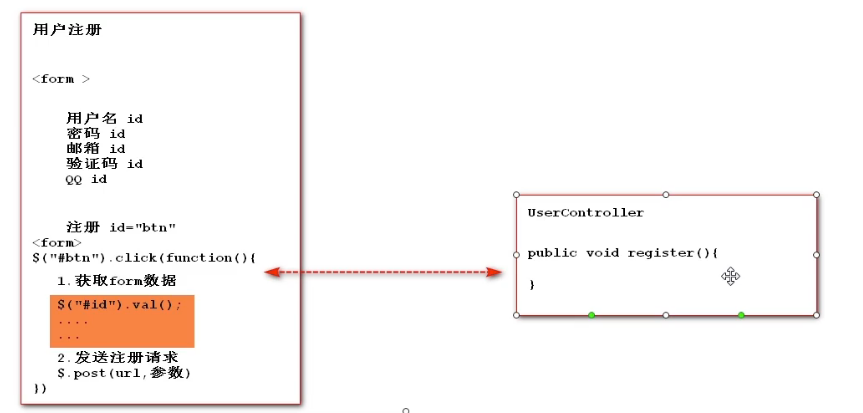 用户注册
<form >
用户名 id
密码 id
邮箱 id
验证码 id
QQ id
注册 id="btn"
<form>
$("#btn").click(function(){
1.获取form数据
$("#id").val();
....
...
2.发送注册请求
$.post(url,参数)
})
UserController
public void register(){
}